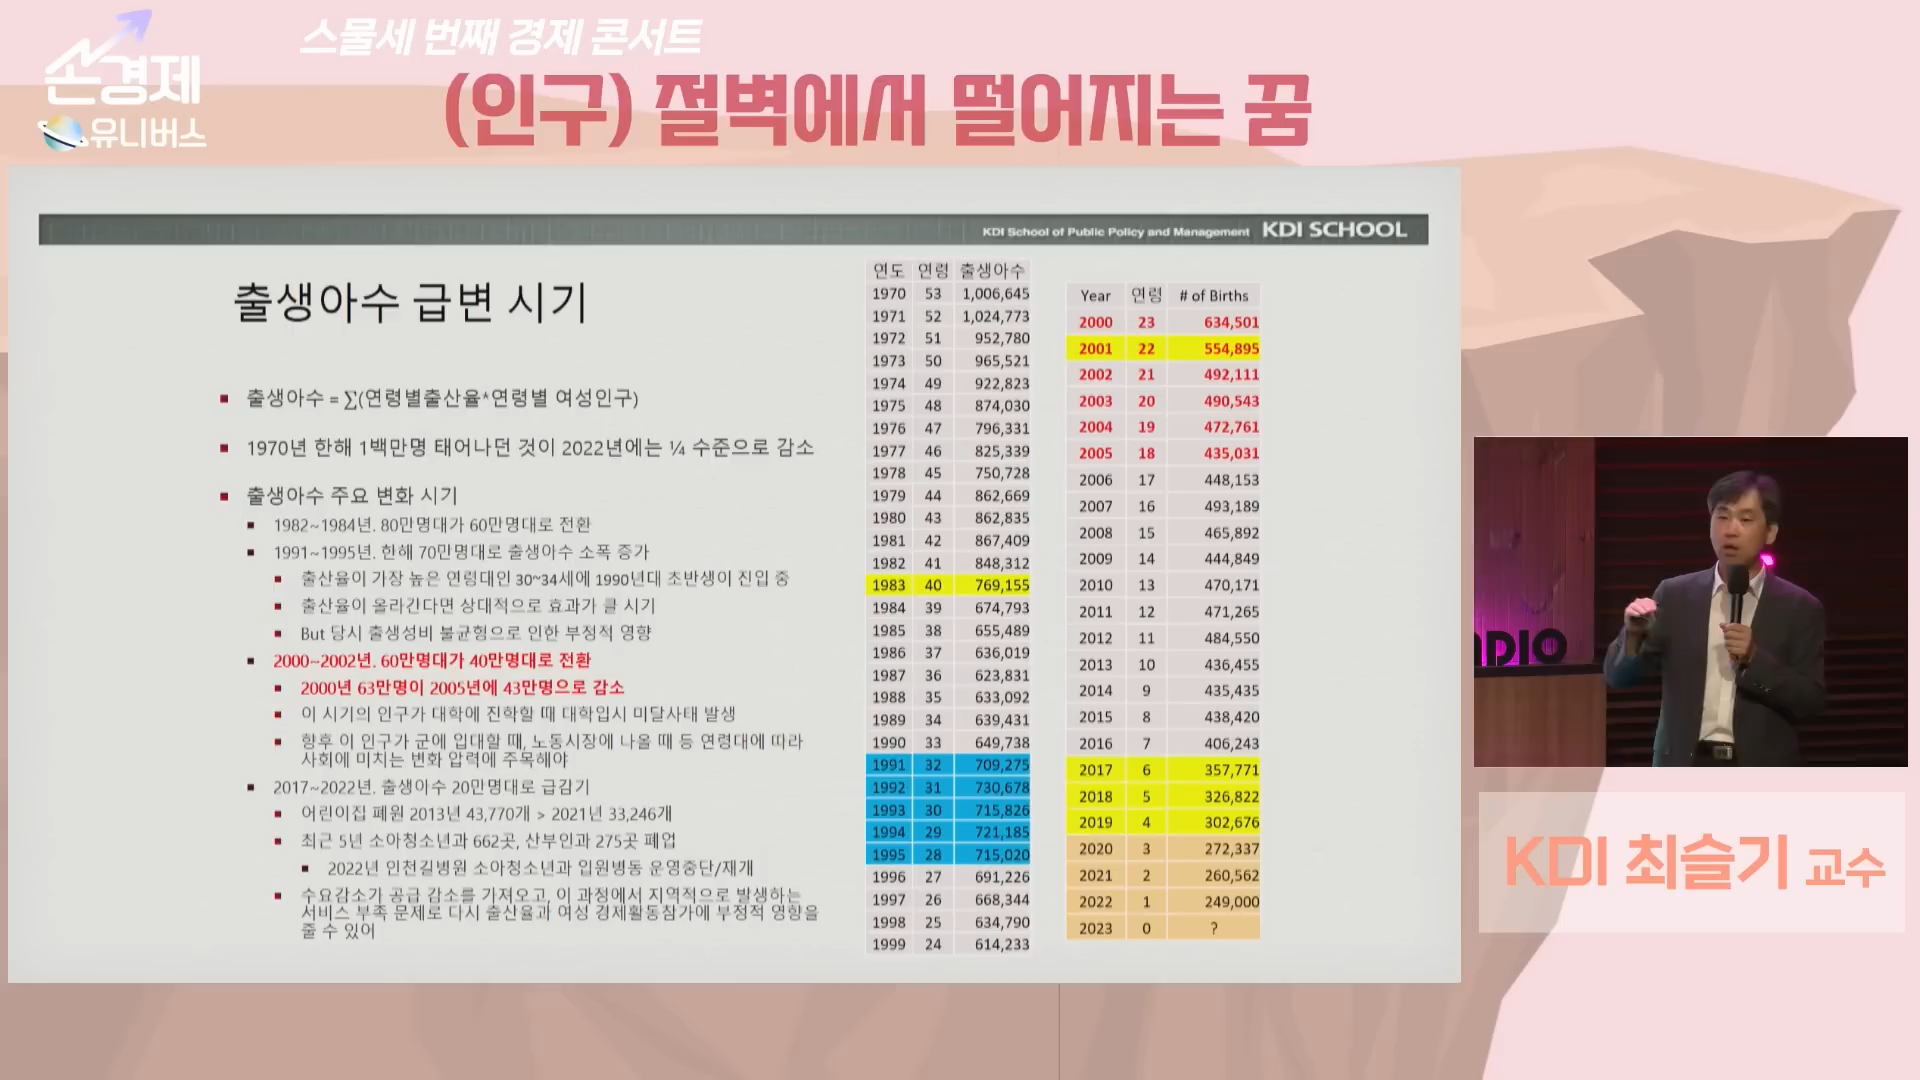 손경제
유니버스
스물세 번째 경제 콘서트
(인구) 절벽에서 떨어지는 꿈
KDI School of Public Policy and Management KDI SCHOOL
출생아수 급변 시기
출생아수 = ∑(연령별출산율*연령별 여성인구)
1970년 한해 1백만명 태어나던 것이 2022년에는 ¼ 수준으로 감소
출생아수 주요 변화 시기
1982~1984년. 80만명대가 60만명대로 전환
1991~1995년. 한해 70만명대로 출생아수 소폭 증가
출산율이 가장 높은 연령대인 30~34세에 1990년대 초반생이 진입 중
출산율이 올라간다면 상대적으로 효과가 클 시기
But 당시 출생성비 불균형으로 인한 부정적 영향
2000~2002년. 60만명대가 40만명대로 전환
2000년 63만명이 2005년에 43만명으로 감소
이 시기의 인구가 대학에 진학할 때 대학입시 미달사태 발생
향후 이 인구가 군에 입대할 때, 노동시장에 나올 때 등 연령대에 따라
사회에 미치는 변화 압력에 주목해야
2017~2022년. 출생아수 20만명대로 급감기
어린이집 폐원 2013년 43,770개 > 2021년 33,246개
최근 5년 소아청소년과 662곳, 산부인과 275곳 폐업
2022년 인천길병원 소아청소년과 입원병동 운영중단/재개
수요감소가 공급 감소를 가져오고, 이 과정에서 지역적으로 발생하는
서비스 부족 문제로 다시 출산율과 여성 경제활동참가에 부정적 영향을
줄 수 있어
연도 연령 출생아수
1970 53 1,006,645
1971 52 1,024,773
1972 51 952,780
1973 50 965,521
1974 49 922,823
1975 48 874,030
1976 47 796,331
1977 46 825,339
1978 45 750,728
1979 44 862,669
1980 43 862,835
1981 42 867,409
1982 41 848,312
1983 40 769,155
1984 39 674,793
1985 38 655,489
1986 37 636,019
1987 36 623,831
1988 35 633,092
1989 34 639,431
1990 33 649,738
1991 32 709,275
1992 31 730,678
1993 30 715,826
1994 29 721,185
1995 28 715,020
1996 27 691,226
1997 26 668,344
1998 25 634,790
1999 24 614,233
Year 연령 # of Births
2000 23 634,501
2001 22 554,895
2002 21 492,111
2003 20 490,543
2004 19 472,761
2005 18 435,031
2006 17 448,153
2007 16 493,189
2008 15 465,892
2009 14 444,849
2010 13 470,171
2011 12 471,265
2012 11 484,550
2013 10 436,455
2014 9 435,435
2015 8 438,420
2016 7 406,243
2017 6 357,771
2018 5 326,822
2019 4 302,676
2020 3 272,337
2021 2 260,562
2022 1 249,000
2023 0 ?
KDI 최슬기 교수